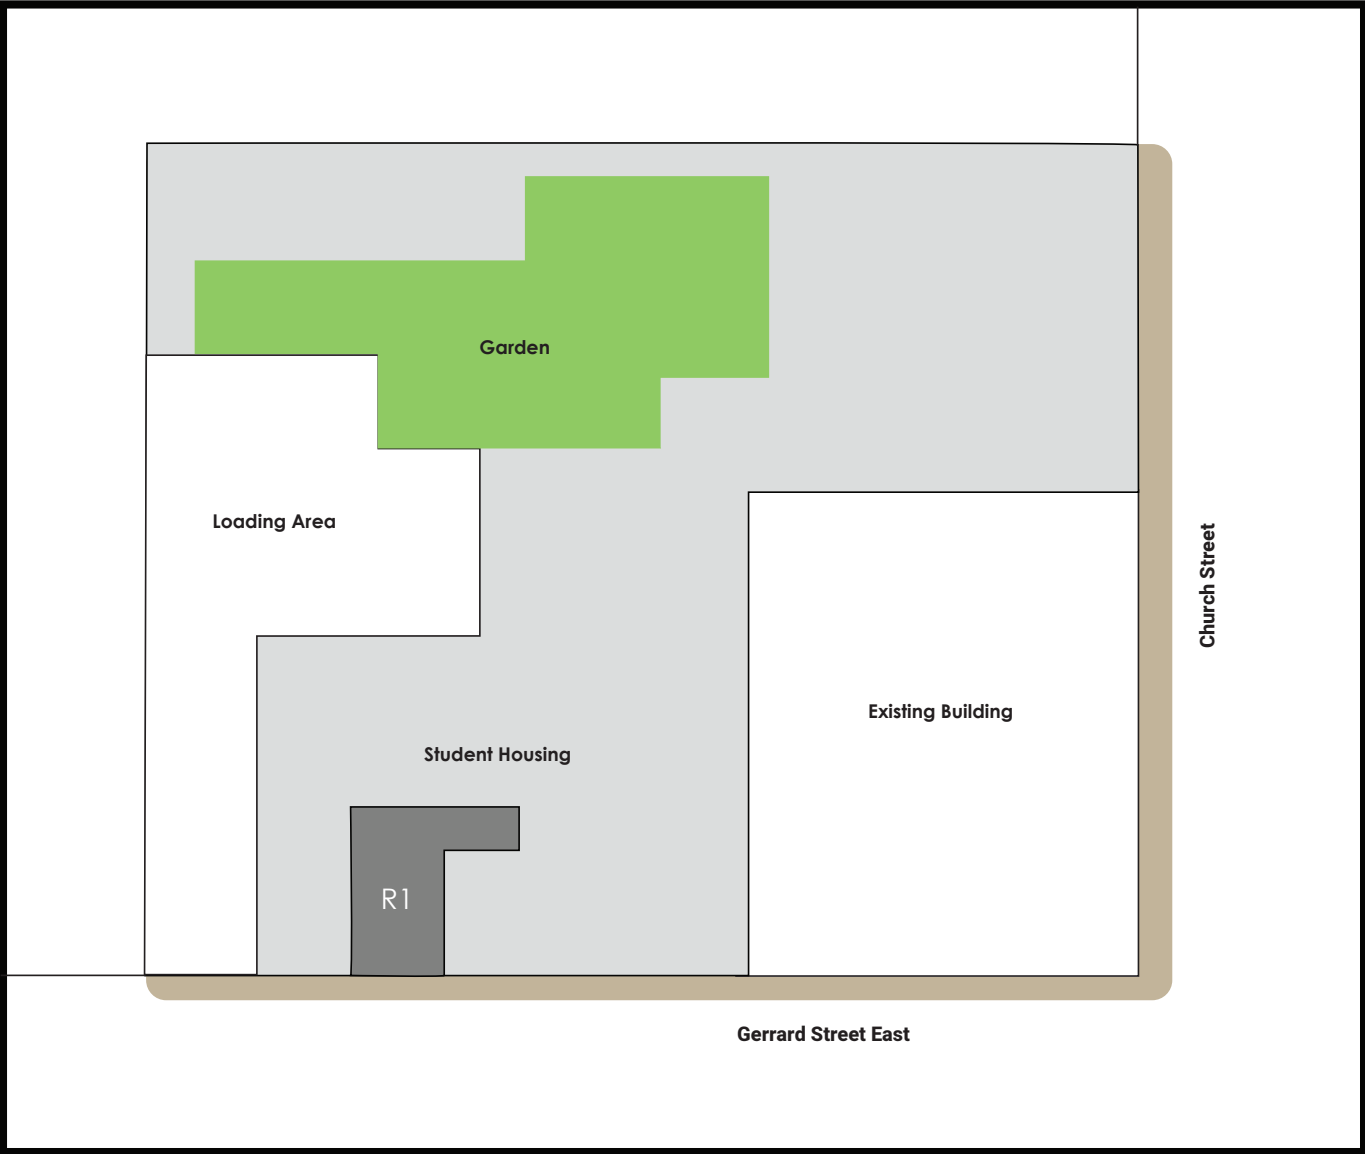 Garden
Loading Area
Church Street
Existing Building
Student Housing
R1
Gerrard Street East